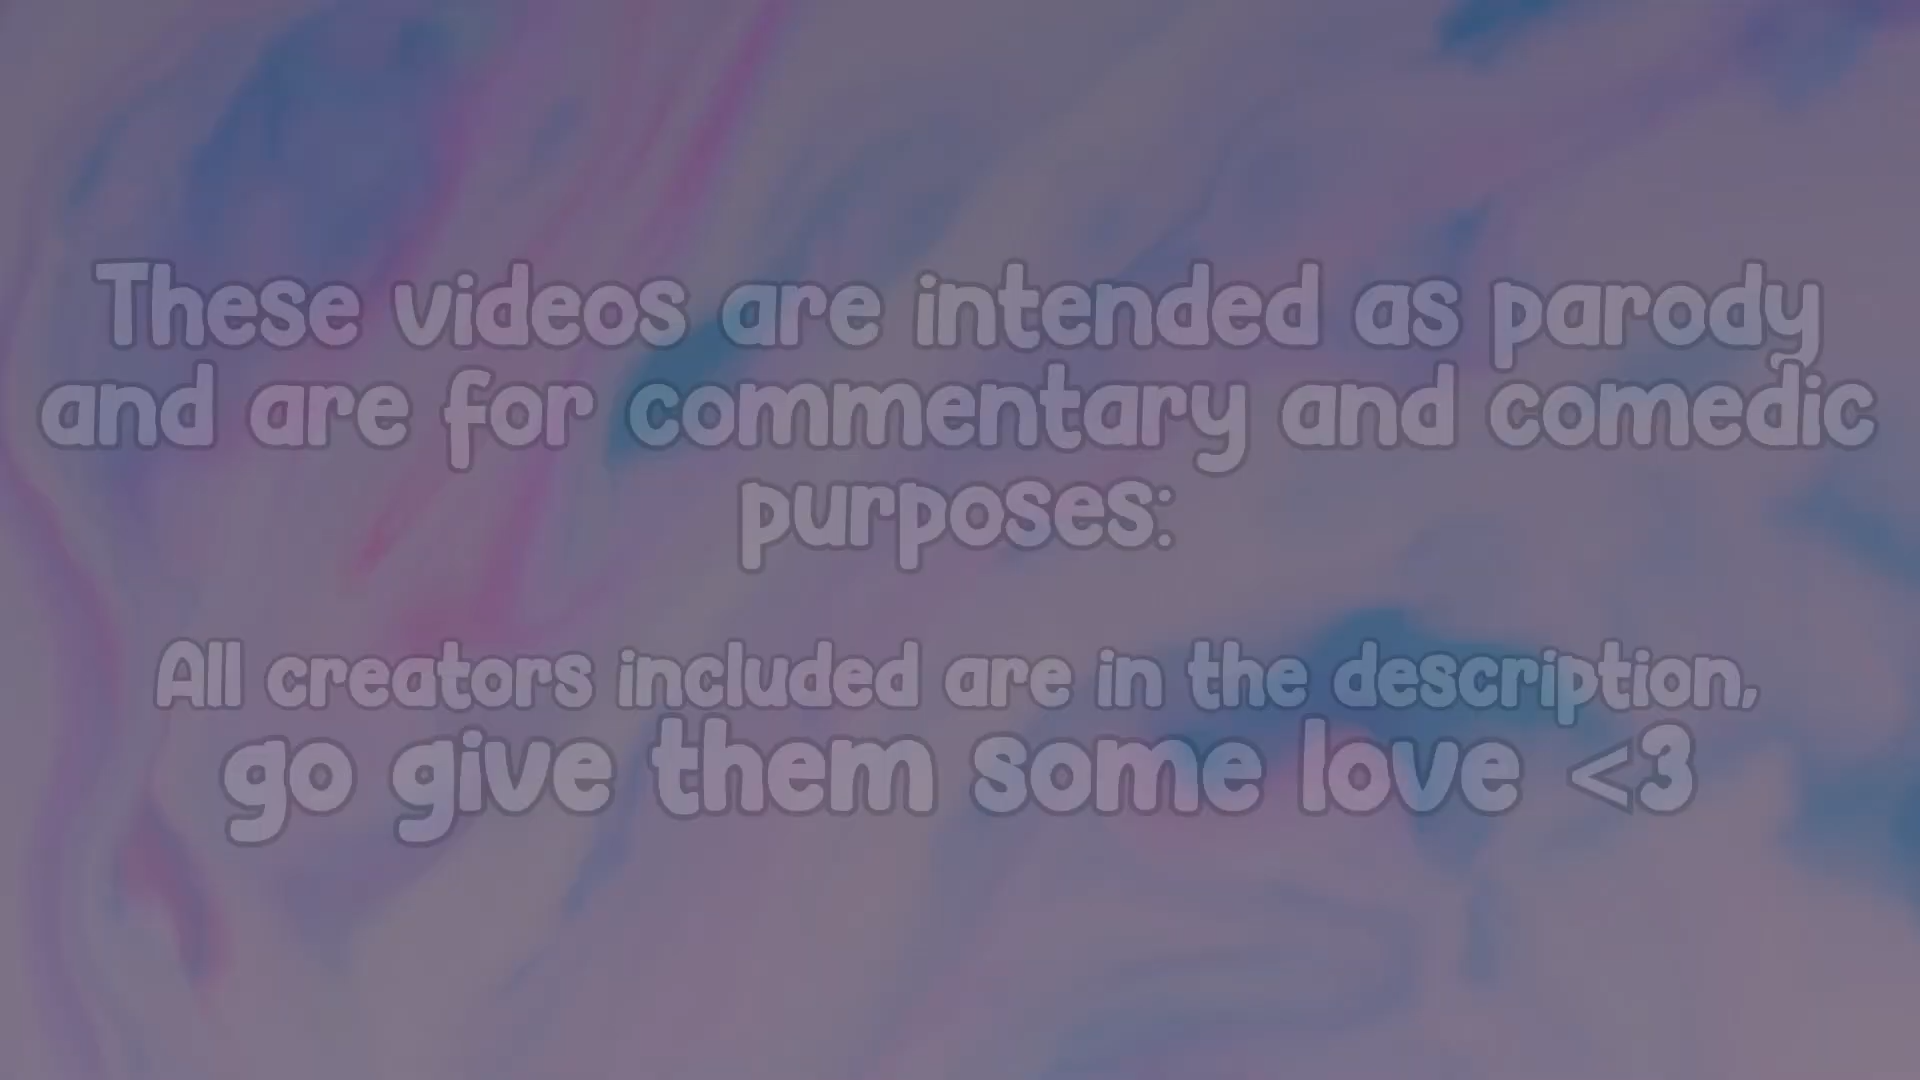 These videos are intended as parody
and are for commentary and comedic
purposes:
All creators included are in the description,
go give them some love <3